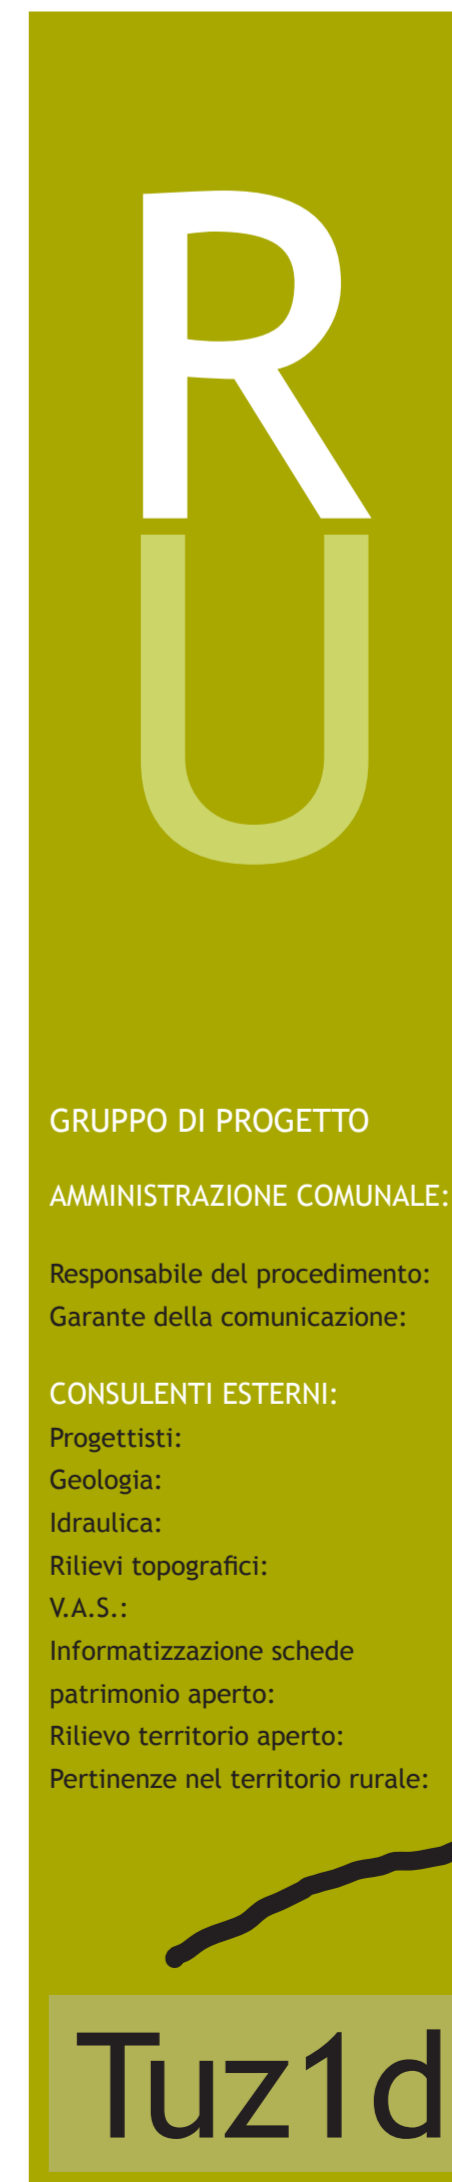 R
U
GRUPPO DI PROGETTO
AMMINISTRAZIONE COMUNALE:
Responsabile del procedimento:
Garante della comunicazione:
CONSULENTI ESTERNI:
Progettisti:
Geologia:
Idraulica:
Rilievi topografici:
V.A.S.:
Informatizzazione schede
patrimonio aperto:
Rilievo territorio aperto:
Pertinenze nel territorio rurale:
Tuz1d